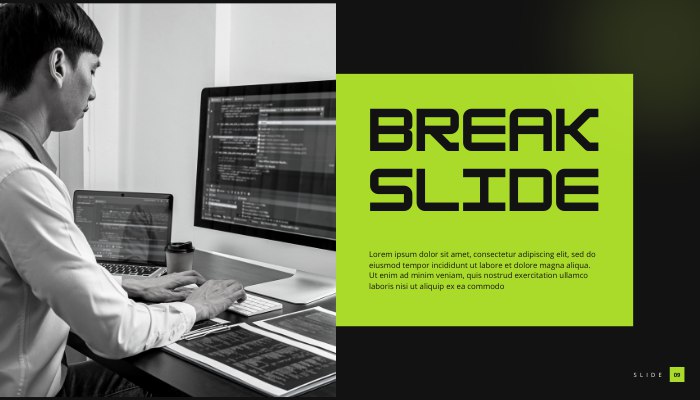 BREAK
SLIDE
Lorem ipsum dolor sit amet, consectetur adipiscing elit, sed do
eiusmod tempor incididunt ut labore et dolore magna aliqua.
Ut enim ad minim veniam, quis nostrud exercitation ullamco
laboris nisi ut aliquip ex ea commodo
SLIDE 09